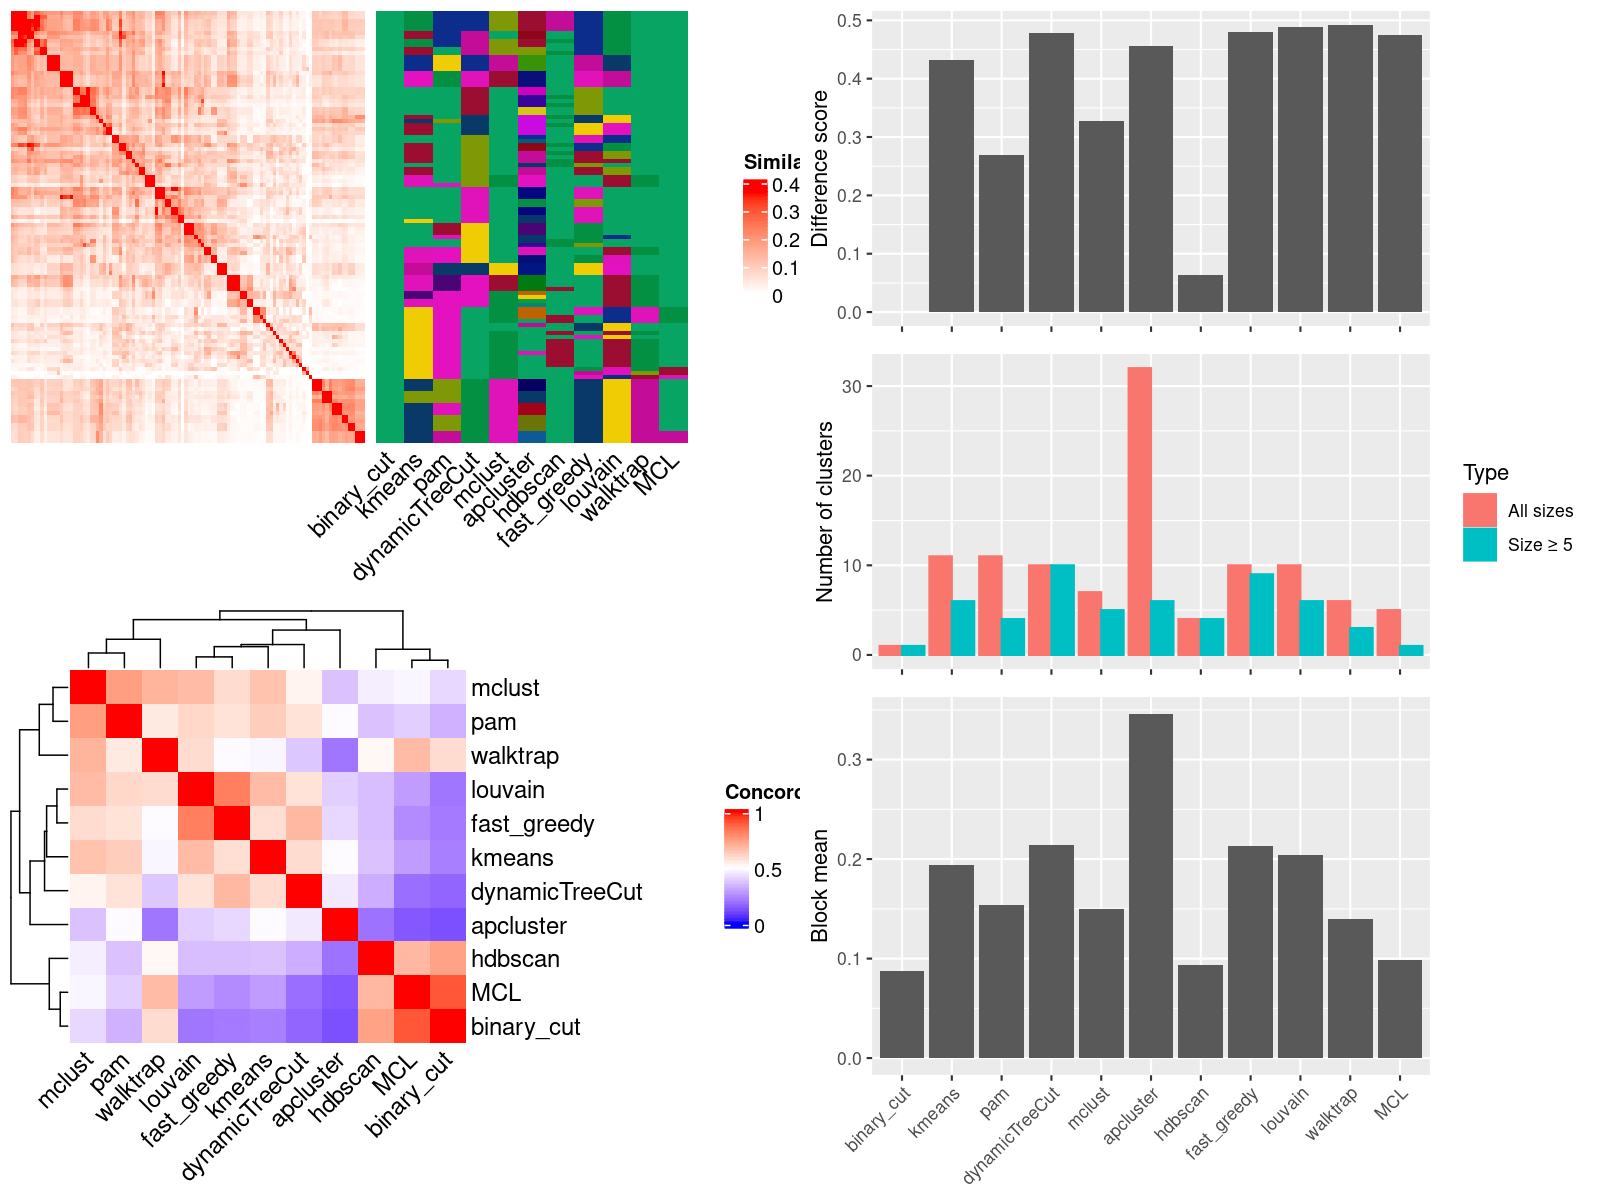 Simila
0.4
0.3
0.2
0.1
0
binary_cut
kmeans
pam
dynamicTreeCut
mclust
apcluster
hdbscan
fast_greedy
louvain
walktrap
MCL
mclust
pam
walktrap
louvain
fast_greedy
kmeans
dynamicTreeCut
apcluster
hdbscan
MCL
binary_cut
mclust
pam
walktrap
louvain
fast_greedy
kmeans
dynamicTreeCut
apcluster
hdbscan
MCL
binary_cut
Concord
1
0.5
0
Difference score
0.5
0.4
0.3
0.2
0.1
0.0
Number of clusters
30
20
10
0
Type
All sizes
Size ≥ 5
Block mean
0.3
0.2
0.1
0.0
binary_cut
kmeans
pam
dynamicTreeCut
mclust
apcluster
hdbscan
fast_greedy
louvain
walktrap
MCL